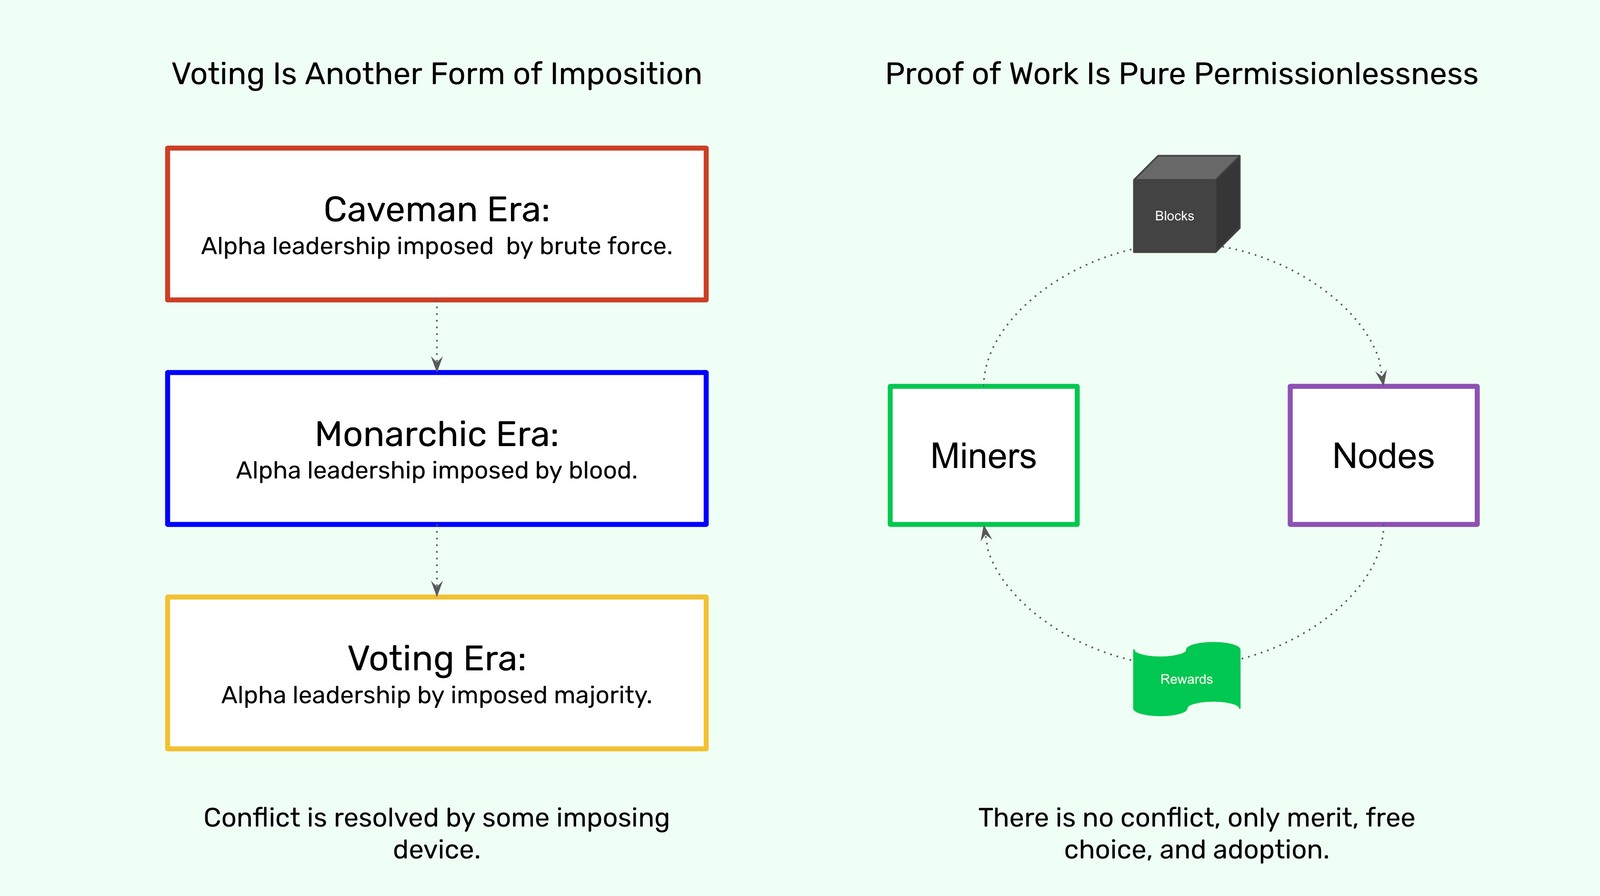 Voting Is Another Form of Imposition
Caveman Era:
Alpha leadership imposed  by brute force.
Monarchic Era:
Alpha leadership imposed by blood.
Voting Era:
Alpha leadership by imposed majority.
Conflict is resolved by some imposing
device.
Proof of Work Is Pure Permissionlessness
Blocks
Miners
Nodes
Rewards
There is no conflict, only merit, free
choice, and adoption.